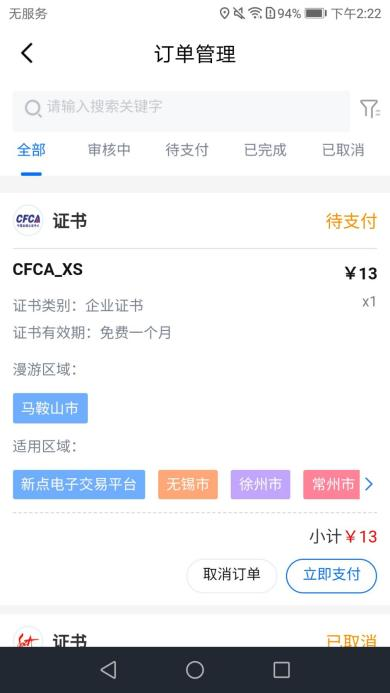 无服务 94% 下午2:22
订单管理
请输入搜索关键字
全部 审核中 待支付 已完成 已取消
CFCA 证书 待支付
CFCA_XS ￥13
证书类别：企业证书 x1
证书有效期：免费一个月
漫游区域：
马鞍山市
适用区域：
新点电子交易平台 无锡市 徐州市 常州市
小计￥13
取消订单 立即支付
证书 已取消